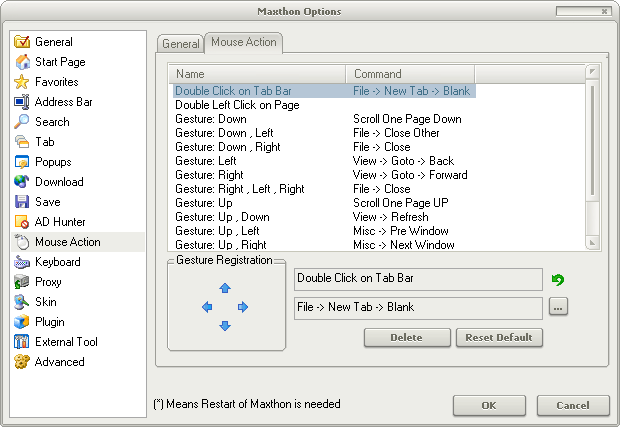 Maxthon Options
General
Start Page
Favorites
Address Bar
Search
Tab
Popups
Download
Save
AD Hunter
Mouse Action
Keyboard
Proxy
Skin
Plugin
External Tool
Advanced
General Mouse Action
Name Command
Double Click on Tab Bar File -> New Tab -> Blank
Double Left Click on Page
Gesture: Down Scroll One Page Down
Gesture: Down , Left File -> Close Other
Gesture: Down , Right File -> Close
Gesture: Left View -> Goto -> Back
Gesture: Right View -> Goto -> Forward
Gesture: Right , Left , Right File -> Close
Gesture: Up Scroll One Page UP
Gesture: Up , Down View -> Refresh
Gesture: Up , Left Misc -> Pre Window
Gesture: Up , Right Misc -> Next Window
Gesture Registration
Double Click on Tab Bar
File -> New Tab -> Blank ...
Delete Reset Default
(*) Means Restart of Maxthon is needed
OK Cancel